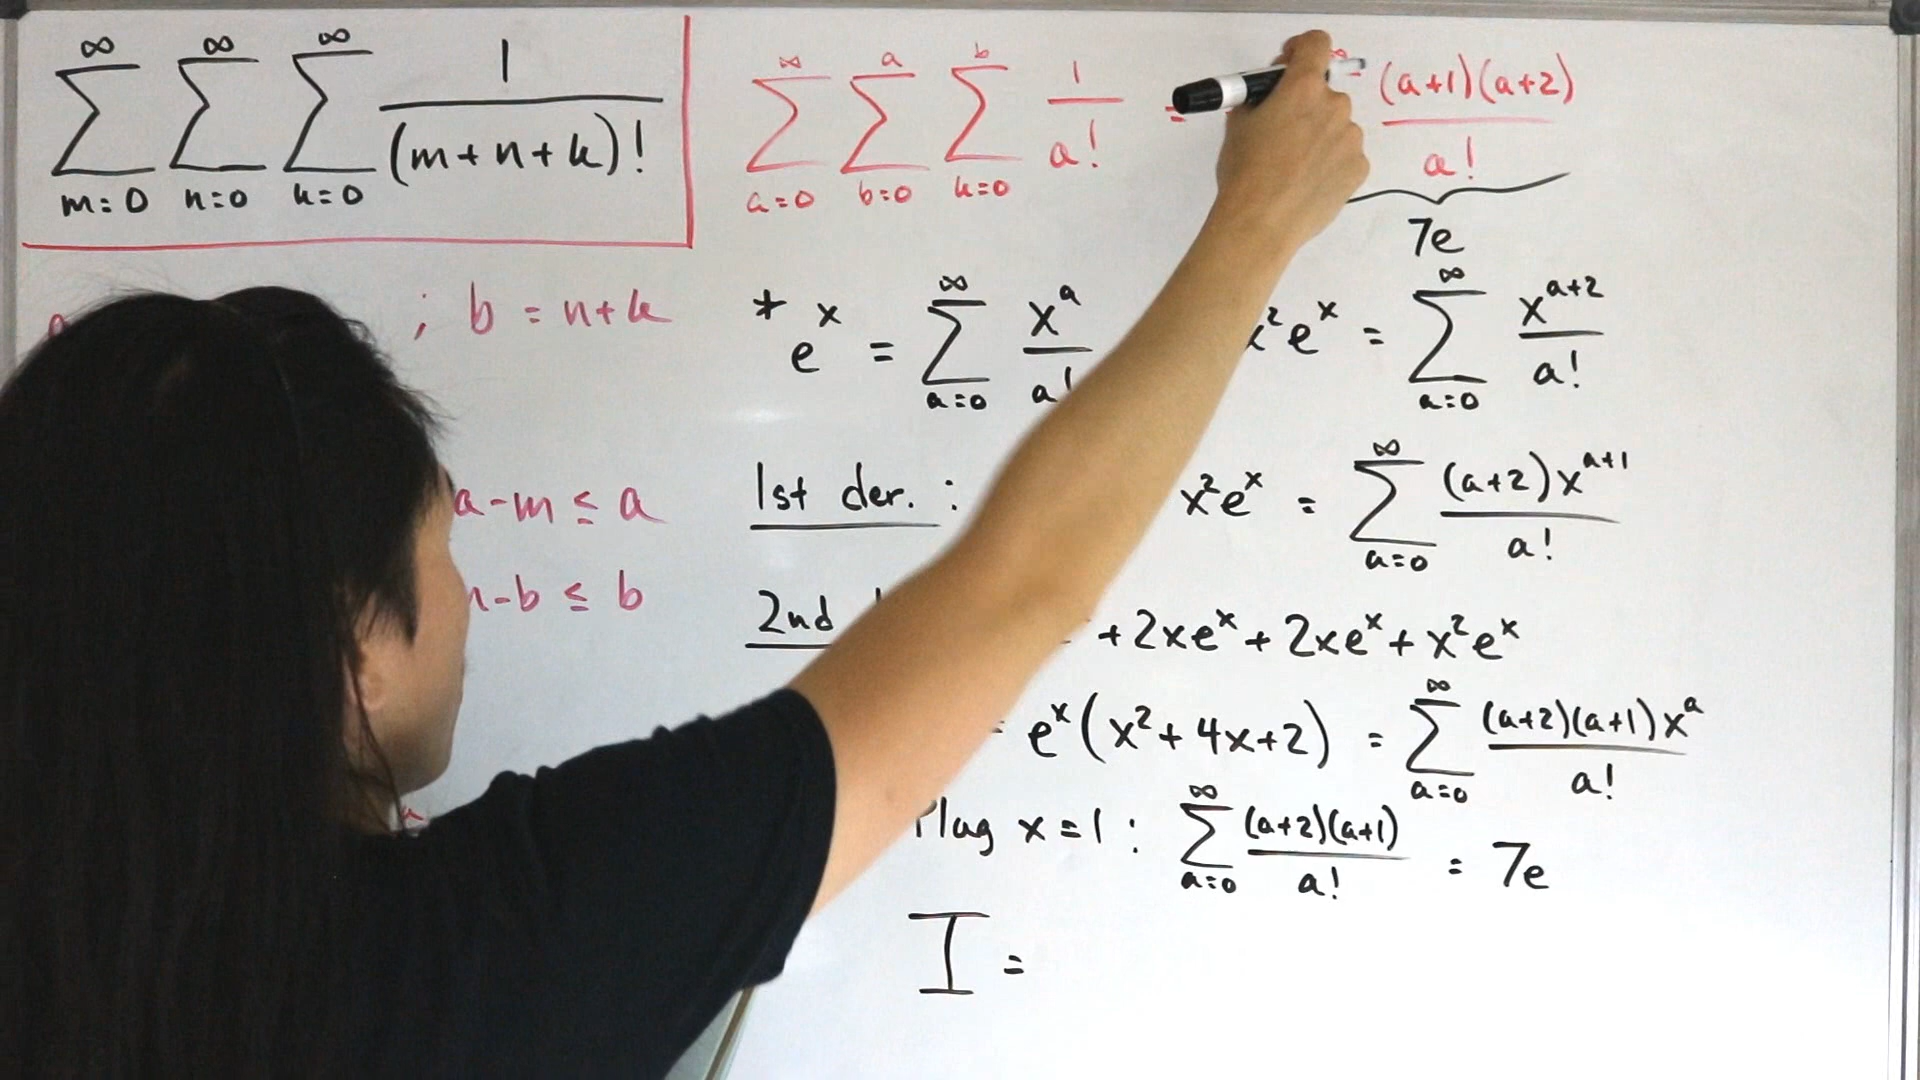 ∞ ∞ ∞
∑ ∑ ∑ 1/(m+n+k)!
m=0 n=0 k=0
∞ a b
∑ ∑ ∑ 1/a! = (a+1)(a+2)/a!
a=0 b=0 k=0
7e
; b = n+k
a-m ≤ a
-b ≤ b
* e^x = ∑_{a=0}^{∞} x^a/a!
x²e^x = ∑_{a=0}^{∞} x^{a+2}/a!
1st der. : x²e^x = ∑_{a=0}^{∞} (a+2)x^{a+1}/a!
2nd + 2xe^x + 2xe^x + x²e^x
= e^x(x²+4x+2) = ∑_{a=0}^{∞} (a+2)(a+1)x^a/a!
Plug x=1 : ∑_{a=0}^{∞} (a+2)(a+1)/a! = 7e
I =